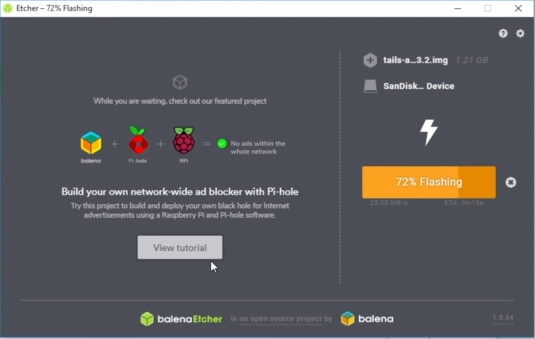 Etcher – 72% Flashing
While you are waiting, check out our featured project
balena
Pi-hole
RPi
No ads within the
whole network
Build your own network-wide ad blocker with Pi-hole
Try this project to build and deploy your own black hole for Internet
advertisements using a Raspberry Pi and Pi-hole software.
View tutorial
tails-a...3.2.img 1.21 GB
SanDisk... Device
72% Flashing
ETA: 0m13s
balenaEtcher is an open source project by balena
1.5.34